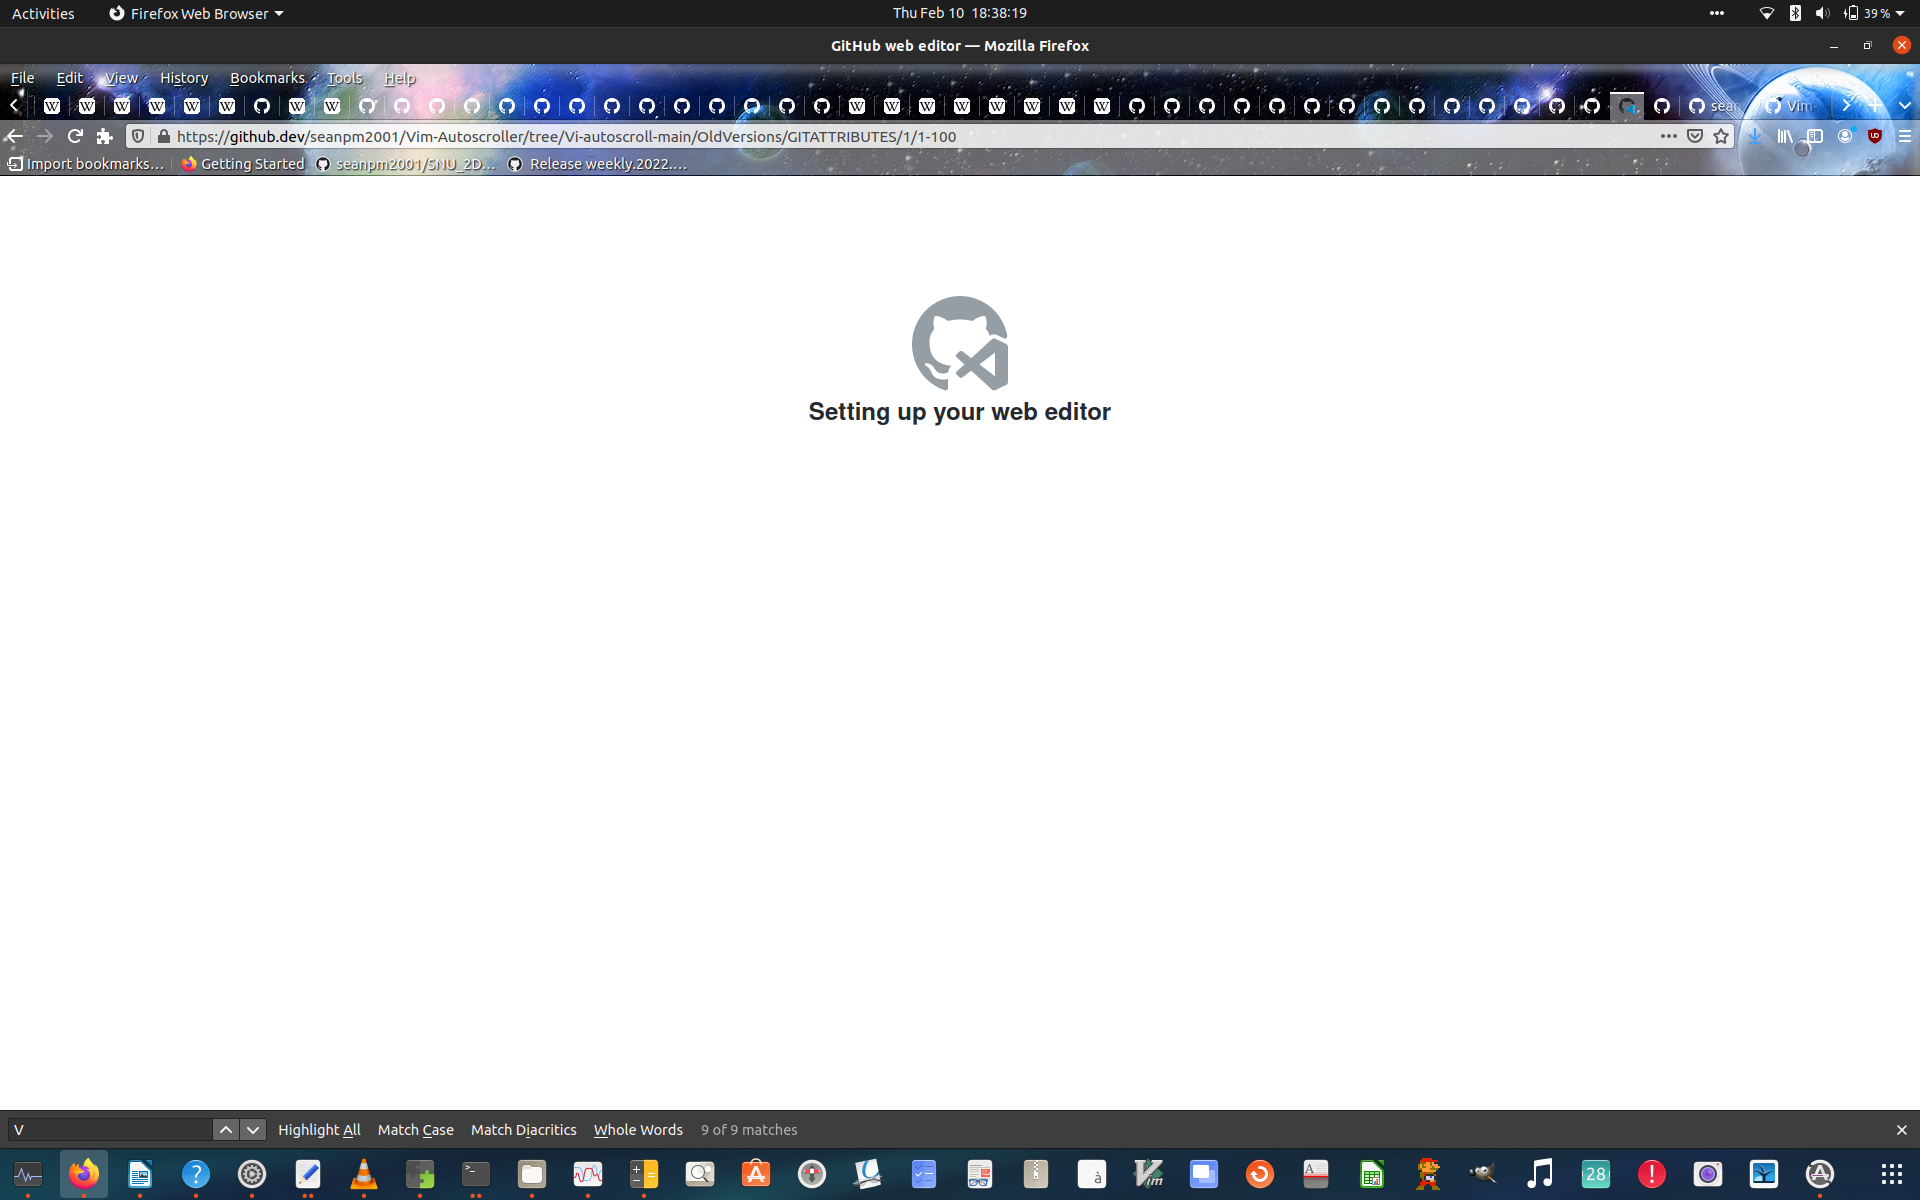 Activities
Firefox Web Browser
Thu Feb 10 18:38:19
39 %
GitHub web editor — Mozilla Firefox
File Edit View History Bookmarks Tools Help
sean
Vim-
https://github.dev/seanpm2001/Vim-Autoscroller/tree/Vi-autoscroll-main/OldVersions/GITATTRIBUTES/1/1-100
Import bookmarks...
Getting Started
seanpm2001/SNU_2D...
Release weekly.2022....
Setting up your web editor
V
Highlight All
Match Case
Match Diacritics
Whole Words
9 of 9 matches
28